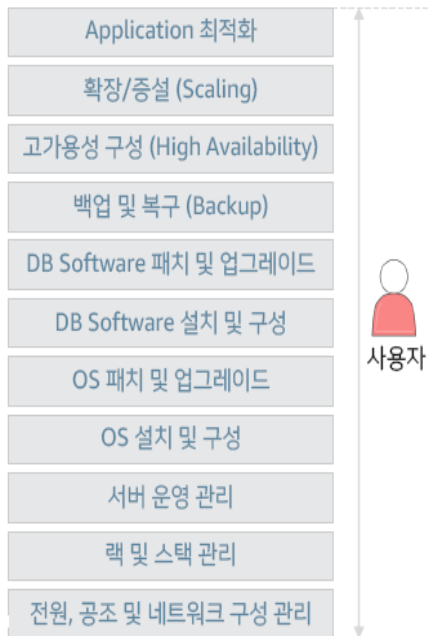 Application 최적화
확장/증설 (Scaling)
고가용성 구성 (High Availability)
백업 및 복구 (Backup)
DB Software 패치 및 업그레이드
DB Software 설치 및 구성
사용자
OS 패치 및 업그레이드
OS 설치 및 구성
서버 운영 관리
랙 및 스택 관리
전원, 공조 및 네트워크 구성 관리